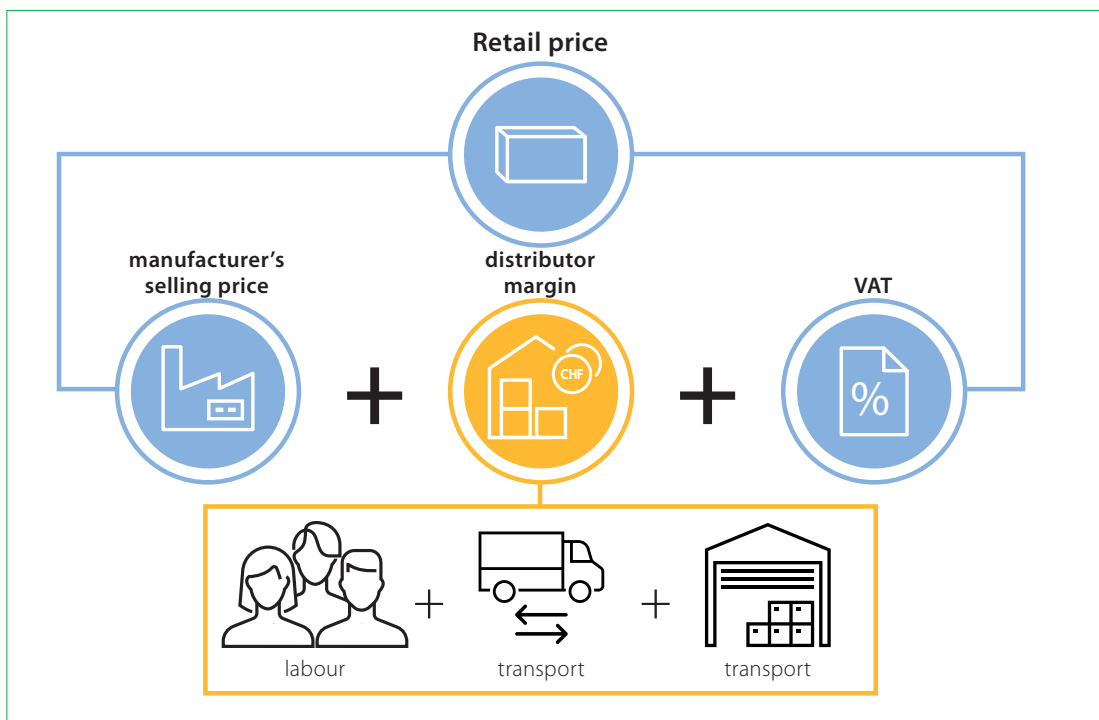 Retail price
manufacturer’s
selling price
distributor
margin
VAT
CHF
%
labour
transport
transport